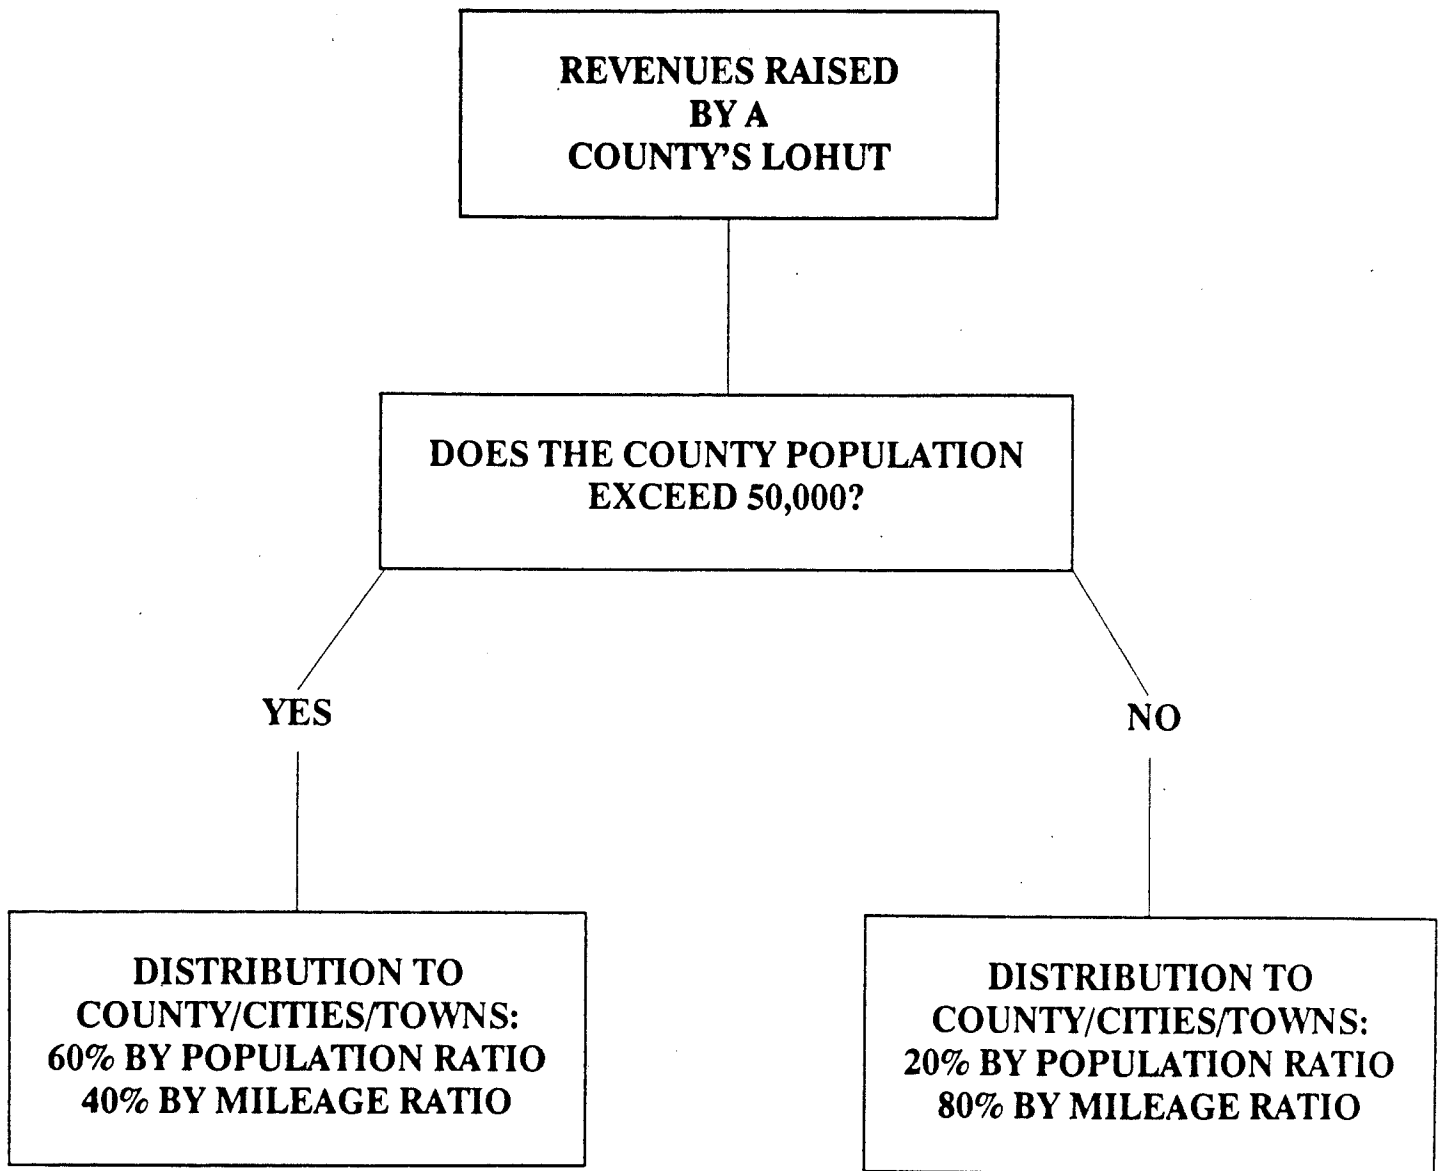 REVENUES RAISED
BY A
COUNTY'S LOHUT
DOES THE COUNTY POPULATION
EXCEED 50,000?
YES
NO
DISTRIBUTION TO
COUNTY/CITIES/TOWNS:
60% BY POPULATION RATIO
40% BY MILEAGE RATIO
DISTRIBUTION TO
COUNTY/CITIES/TOWNS:
20% BY POPULATION RATIO
80% BY MILEAGE RATIO